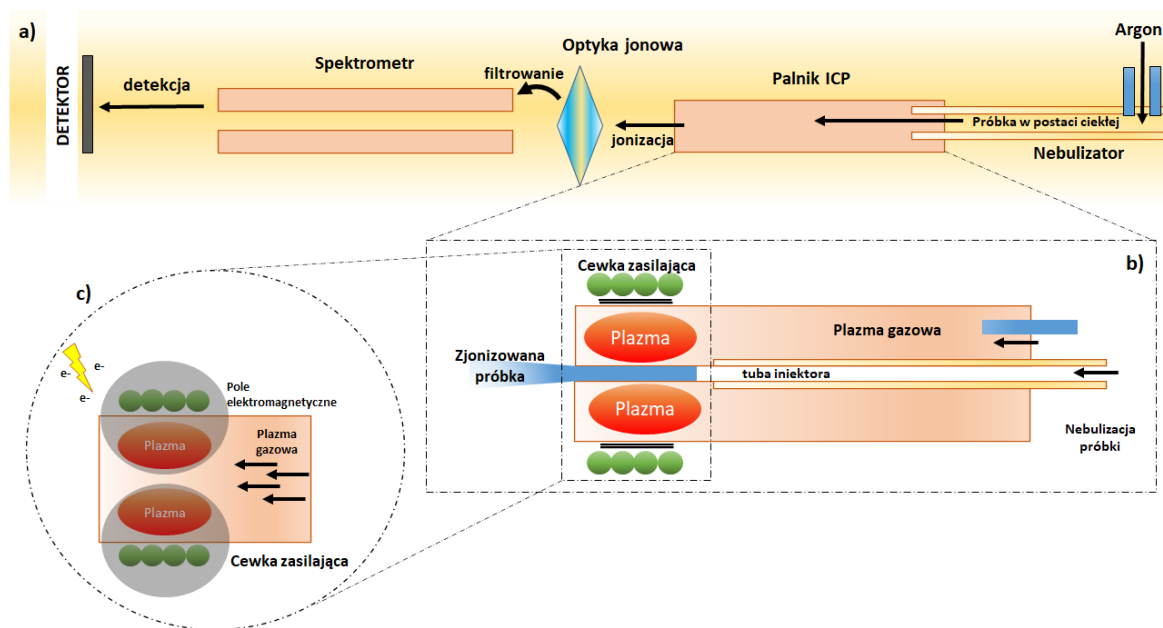 a)
Argon
Optyka jonowa
Spektrometr
filtrowanie
Palnik ICP
DETEKTOR
detekcja
Próbka w postaci ciekłej
jonizacja
Nebulizator
b)
Cewka zasilająca
Plazma
Plazma gazowa
Zjonizowana
próbka
tuba iniektora
Plazma
Nebulizacja
próbki
c)
e-
e-
e-
Pole
elektromagnetyczne
Plazma
Plazma
gazowa
Plazma
Cewka zasilająca